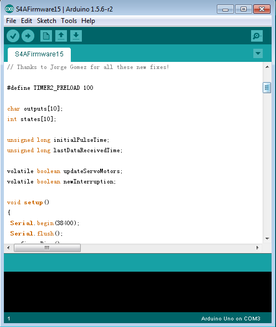 S4AFirmware15 | Arduino 1.5.6-r2
File Edit Sketch Tools Help
S4AFirmware15
// Thanks to Jorge Gomez for all these new fixes!
#define TIMER2_PRELOAD 100
char outputs[10];
int states[10];
unsigned long initialPulseTime;
unsigned long lastDataReceivedTime;
volatile boolean updateServoMotors;
volatile boolean newInterruption;
void setup()
{
Serial.begin(38400);
Serial.flush();
1
Arduino Uno on COM3